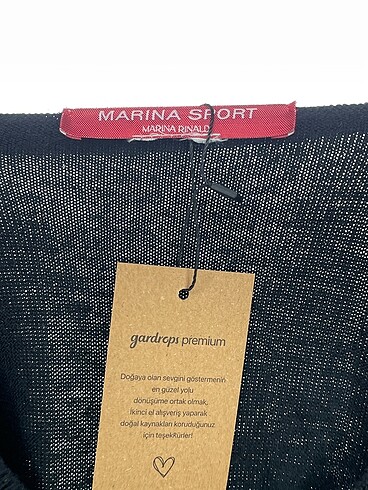 MARINA SPORT
MARINA RINALDI
gardrops premium
Doğaya olan sevgini göstermenin
en güzel yolu
dönüşüme ortak olmak,
İkinci el alışveriş yaparak
doğal kaynakları koruduğunuz
için teşekkürler!